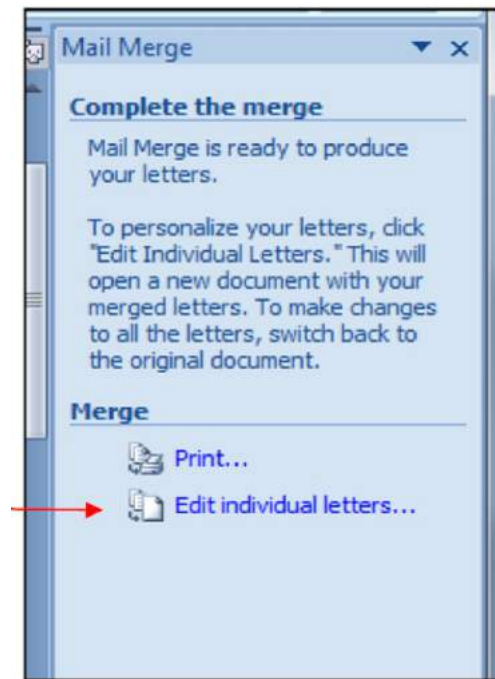 Mail Merge
Complete the merge
Mail Merge is ready to produce
your letters.
To personalize your letters, click
"Edit Individual Letters." This will
open a new document with your
merged letters. To make changes
to all the letters, switch back to
the original document.
Merge
Print...
Edit individual letters...